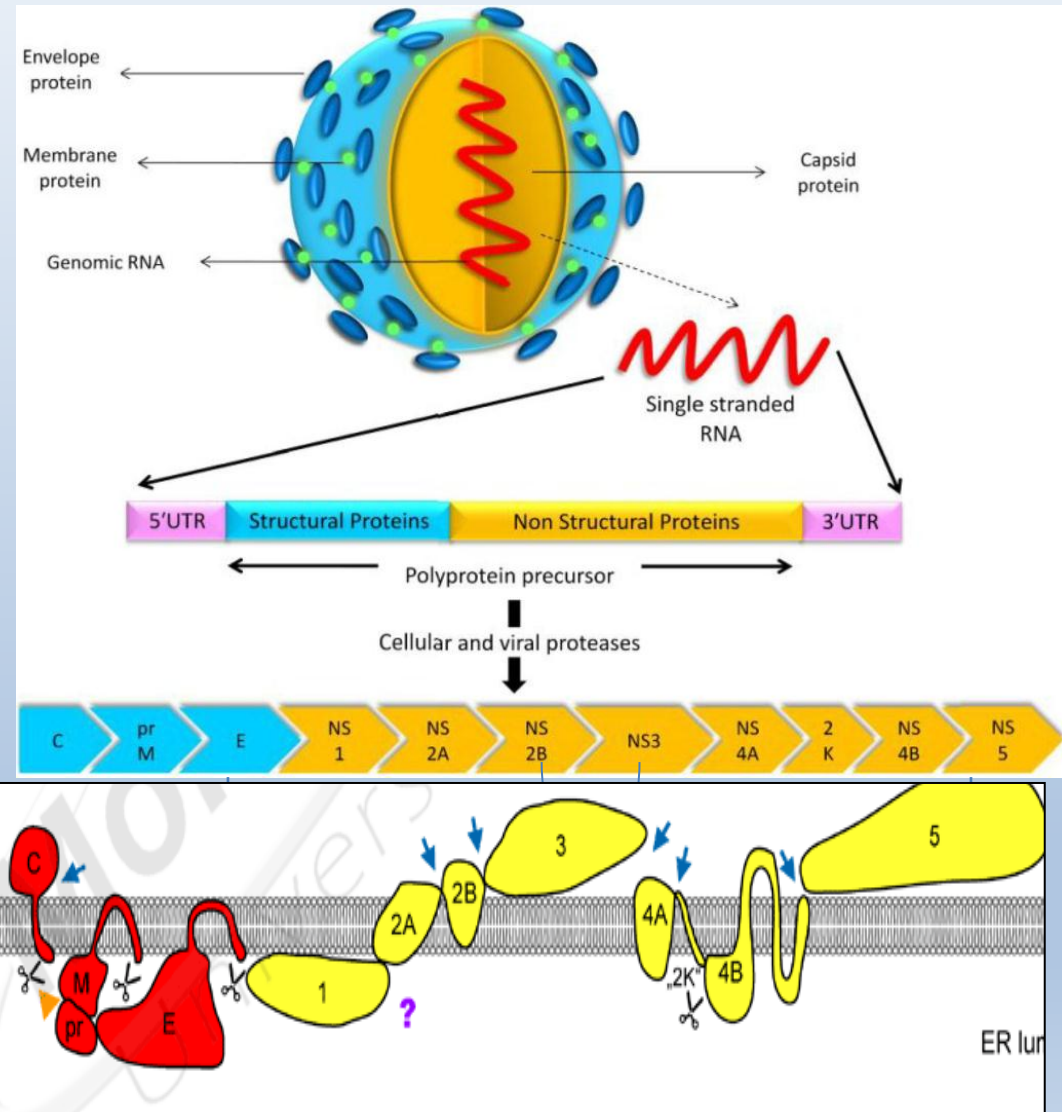 Envelope
protein
Membrane
protein
Capsid
protein
Genomic RNA
Single stranded
RNA
5'UTR Structural Proteins Non Structural Proteins 3'UTR
Polyprotein precursor
Cellular and viral proteases
C
pr
M
E
NS
1
NS
2A
NS
2B
NS3
NS
4A
2
K
NS
4B
NS
5
C
M
pr
E
1
?
2A
2B
3
4A
„2K“
4B
5
ER